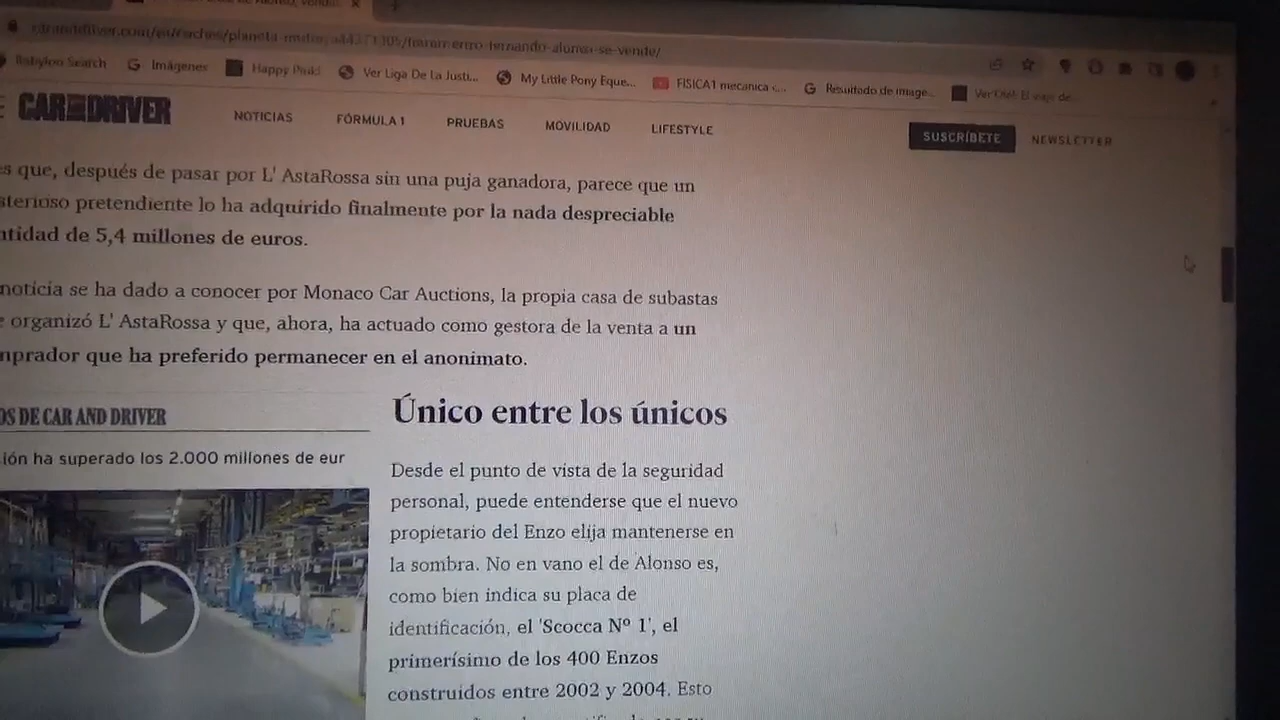 Babylon Search
Imágenes
Happy Pinki
Ver Liga De la Justi...
My Little Pony Eque...
FISICA1 mecanica c...
Resultado de image...
CAR AND DRIVER
NOTICIAS
FÓRMULA 1
PRUEBAS
MOVILIDAD
LIFESTYLE
SUSCRÍBETE
NEWSLETTER
es que, después de pasar por L' AstaRossa sin una puja ganadora, parece que un
sterioso pretendiente lo ha adquirido finalmente por la nada despreciable
ntidad de 5,4 millones de euros.
noticia se ha dado a conocer por Monaco Car Auctions, la propia casa de subastas
e organizó L' AstaRossa y que, ahora, ha actuado como gestora de la venta a un
mprador que ha preferido permanecer en el anonimato.
OS DE CAR AND DRIVER
ión ha superado los 2.000 millones de eur
Único entre los únicos
Desde el punto de vista de la seguridad
personal, puede entenderse que el nuevo
propietario del Enzo elija mantenerse en
la sombra. No en vano el de Alonso es,
como bien indica su placa de
identificación, el 'Scocca Nº 1', el
primerísimo de los 400 Enzos
construidos entre 2002 y 2004. Esto